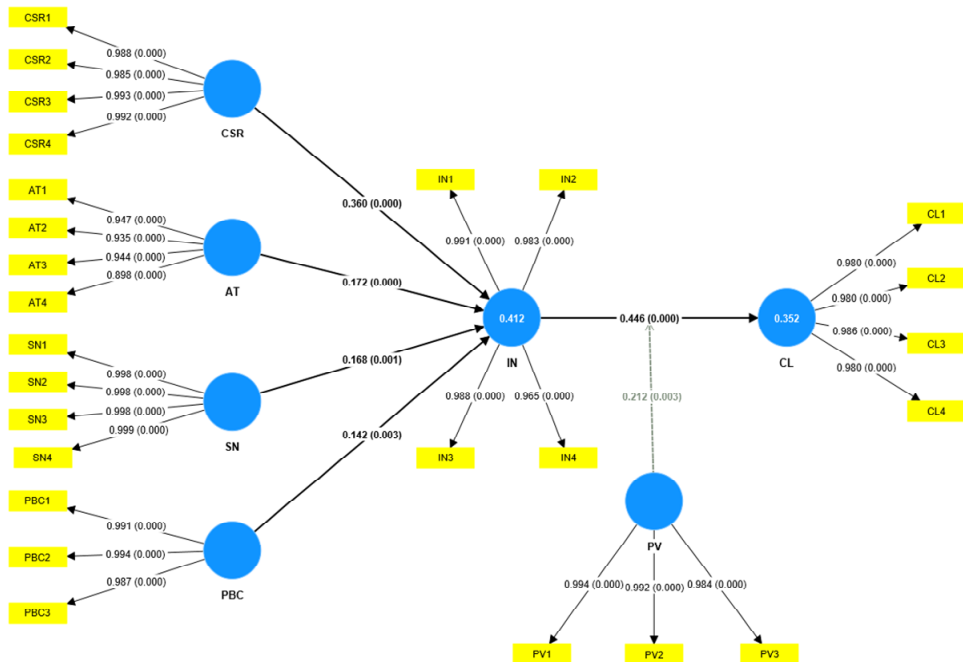 CSR1
0.988 (0.000)
CSR2
0.985 (0.000)
CSR3
0.993 (0.000)
CSR4
0.992 (0.000)
CSR
0.360 (0.000)
AT1
0.947 (0.000)
AT2
0.935 (0.000)
AT3
0.944 (0.000)
AT4
0.898 (0.000)
AT
0.172 (0.000)
SN1
0.998 (0.000)
SN2
0.998 (0.000)
SN3
0.998 (0.000)
SN4
0.999 (0.000)
SN
0.168 (0.001)
PBC1
0.991 (0.000)
PBC2
0.994 (0.000)
PBC3
0.987 (0.000)
PBC
0.142 (0.003)
IN1
IN2
0.991 (0.000)
0.983 (0.000)
0.412
IN
0.988 (0.000)
0.965 (0.000)
IN3
IN4
0.446 (0.000)
0.212 (0.003)
PV
0.994 (0.000)
0.992 (0.000)
0.984 (0.000)
PV1
PV2
PV3
0.352
CL
CL1
0.980 (0.000)
CL2
0.980 (0.000)
CL3
0.986 (0.000)
CL4
0.980 (0.000)